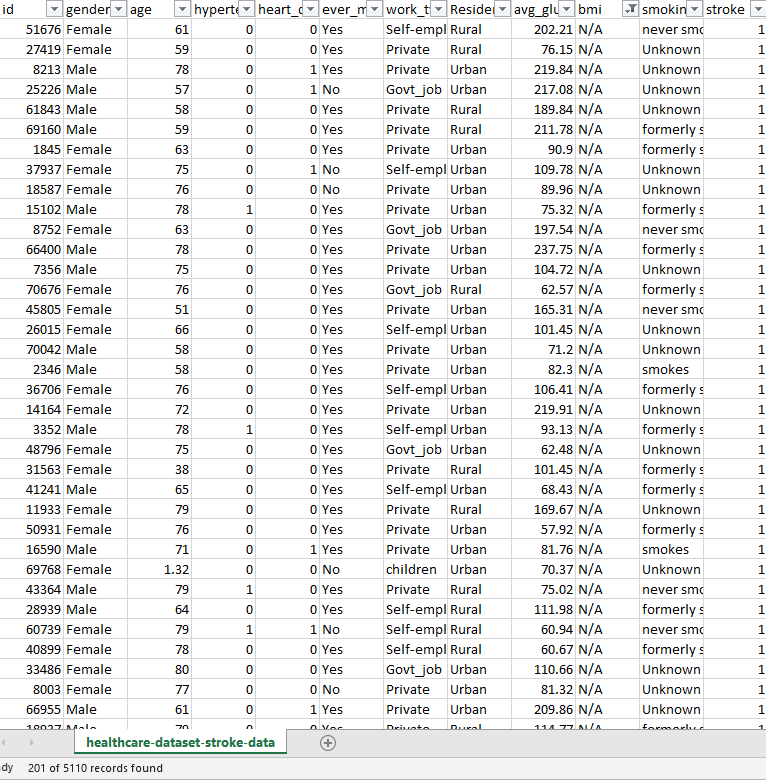 id gender age hyperte heart_d ever_m work_ty Residen avg_glu bmi smokin stroke
51676 Female 61 0 0 Yes Self-empl Rural 202.21 N/A never smo 1
27419 Female 59 0 0 Yes Private Rural 76.15 N/A Unknown 1
8213 Male 78 0 1 Yes Private Urban 219.84 N/A Unknown 1
25226 Male 57 0 1 No Govt_job Urban 217.08 N/A Unknown 1
61843 Male 58 0 0 Yes Private Rural 189.84 N/A Unknown 1
69160 Male 59 0 0 Yes Private Rural 211.78 N/A formerly s 1
1845 Female 63 0 0 Yes Private Urban 90.9 N/A formerly s 1
37937 Female 75 0 1 No Self-empl Urban 109.78 N/A Unknown 1
18587 Female 76 0 0 No Private Urban 89.96 N/A Unknown 1
15102 Male 78 1 0 Yes Private Urban 75.32 N/A formerly s 1
8752 Female 63 0 0 Yes Govt_job Urban 197.54 N/A never smo 1
66400 Male 78 0 0 Yes Private Urban 237.75 N/A formerly s 1
7356 Male 75 0 0 Yes Private Urban 104.72 N/A Unknown 1
70676 Female 76 0 0 Yes Govt_job Rural 62.57 N/A formerly s 1
45805 Female 51 0 0 Yes Private Urban 165.31 N/A never smo 1
26015 Female 66 0 0 Yes Self-empl Urban 101.45 N/A Unknown 1
70042 Male 58 0 0 Yes Private Urban 71.2 N/A Unknown 1
2346 Male 58 0 0 Yes Private Urban 82.3 N/A smokes 1
36706 Female 76 0 0 Yes Self-empl Urban 106.41 N/A formerly s 1
14164 Female 72 0 0 Yes Private Urban 219.91 N/A Unknown 1
3352 Male 78 1 0 Yes Self-empl Urban 93.13 N/A formerly s 1
48796 Female 75 0 0 Yes Govt_job Urban 62.48 N/A Unknown 1
31563 Female 38 0 0 Yes Private Rural 101.45 N/A formerly s 1
41241 Male 65 0 0 Yes Self-empl Urban 68.43 N/A formerly s 1
11933 Female 79 0 0 Yes Private Rural 169.67 N/A Unknown 1
50931 Female 76 0 0 Yes Private Urban 57.92 N/A formerly s 1
16590 Male 71 0 1 Yes Private Urban 81.76 N/A smokes 1
69768 Female 1.32 0 0 No children Urban 70.37 N/A Unknown 1
43364 Male 79 1 0 Yes Private Rural 75.02 N/A never smo 1
28939 Male 64 0 0 Yes Self-empl Rural 111.98 N/A formerly s 1
60739 Female 79 1 1 No Self-empl Rural 60.94 N/A never smo 1
40899 Female 78 0 0 Yes Self-empl Rural 60.67 N/A formerly s 1
33486 Female 80 0 0 Yes Govt_job Urban 110.66 N/A Unknown 1
8003 Female 77 0 0 No Private Urban 81.32 N/A Unknown 1
66955 Male 61 0 1 Yes Private Urban 209.86 N/A Unknown 1
healthcare-dataset-stroke-data
dy 201 of 5110 records found